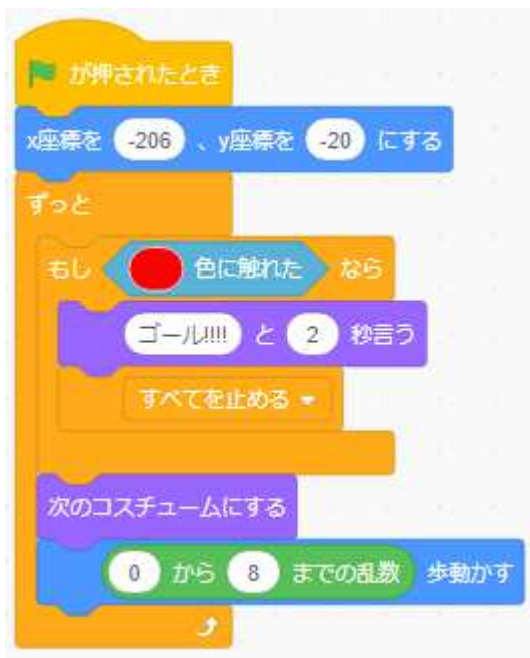 が押されたとき
x座標を -206 、y座標を -20 にする
ずっと
もし 色に触れた なら
ゴール!!!! と 2 秒言う
すべてを止める
次のコスチュームにする
0 から 8 までの乱数 歩動かす